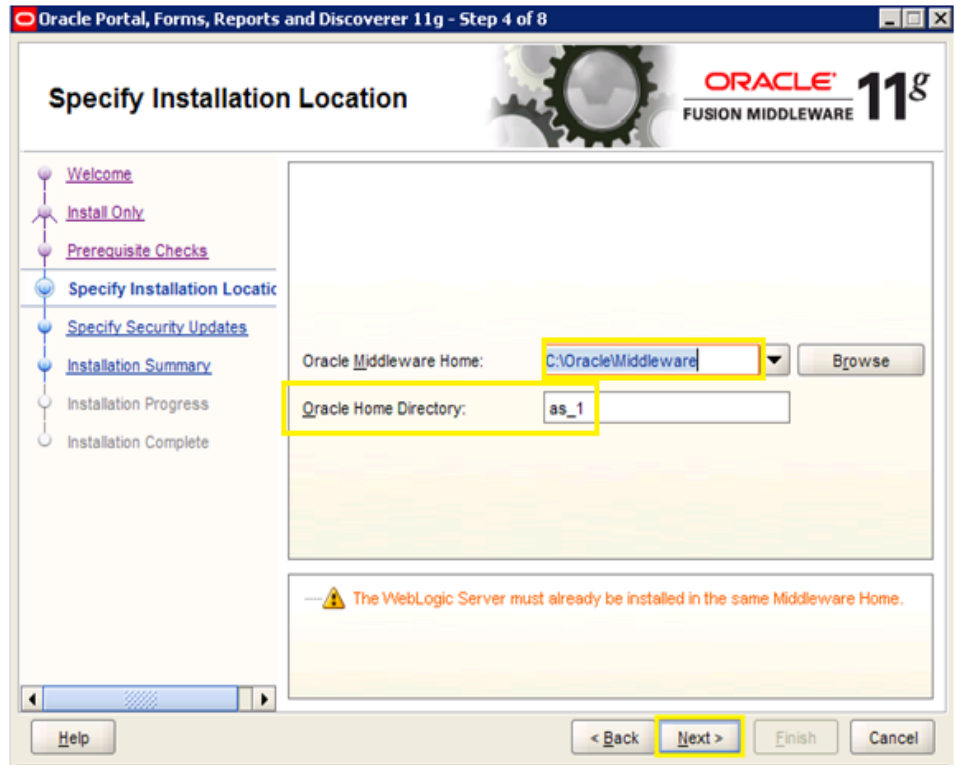 Oracle Portal, Forms, Reports and Discoverer 11g - Step 4 of 8
Specify Installation Location
ORACLE
FUSION MIDDLEWARE 11g
Welcome
Install Only
Prerequisite Checks
Specify Installation Locatic
Specify Security Updates
Installation Summary
Installation Progress
Installation Complete
Oracle Middleware Home: C:\Oracle\Middleware Browse
Oracle Home Directory: as_1
The WebLogic Server must already be installed in the same Middleware Home.
Help < Back Next > Finish Cancel